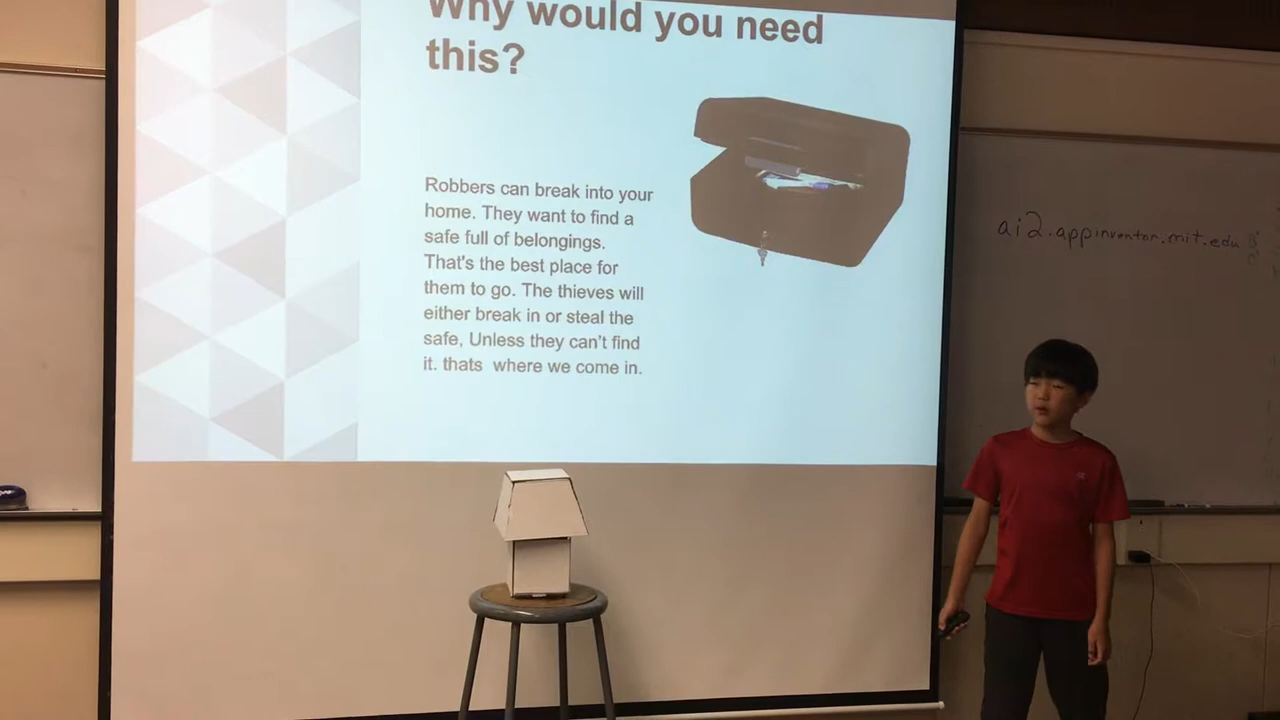 Why would you need
this?
Robbers can break into your
home. They want to find a
safe full of belongings.
That's the best place for
them to go. The thieves will
either break in or steal the
safe, Unless they can't find
it. thats where we come in.
ai2.appinventor.mit.edu